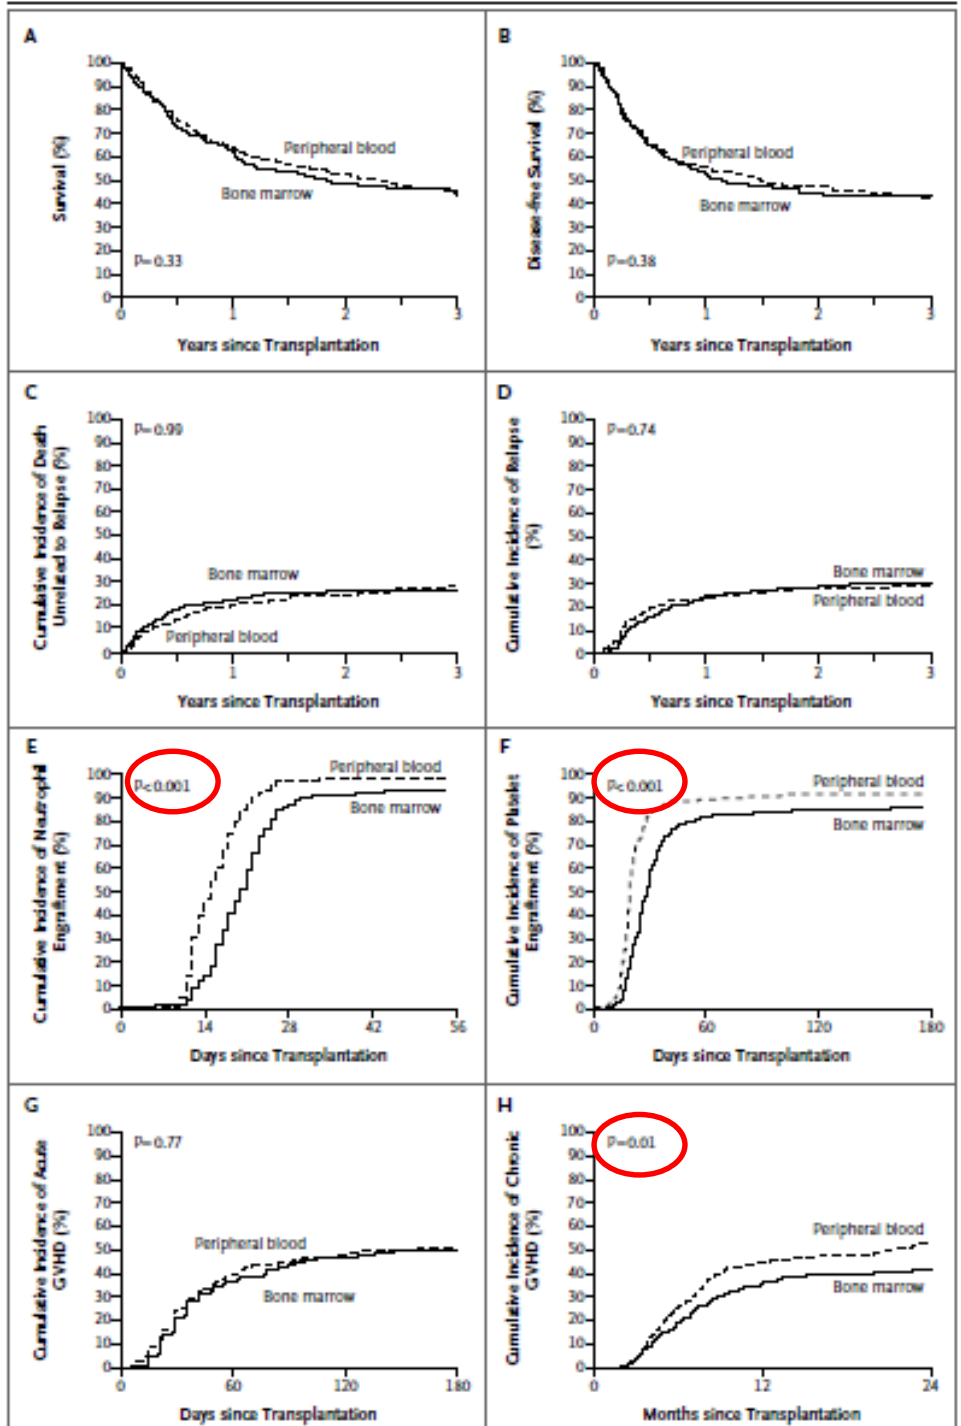 A
Survival (%)
100
90
80
70
60
50
40
30
20
10
0
Peripheral blood
Bone marrow
P=0.33
0 1 2 3
Years since Transplantation
B
Disease-free Survival (%)
100
90
80
70
60
50
40
30
20
10
0
Peripheral blood
Bone marrow
P=0.38
0 1 2 3
Years since Transplantation
C
Cumulative Incidence of Death
Unrelated to Relapse (%)
100
90
80
70
60
50
40
30
20
10
0
P=0.99
Bone marrow
Peripheral blood
0 1 2 3
Years since Transplantation
D
Cumulative Incidence of Relapse
(%)
100
90
80
70
60
50
40
30
20
10
0
P=0.74
Bone marrow
Peripheral blood
0 1 2 3
Years since Transplantation
E
Cumulative Incidence of Neutrophil
Engraftment (%)
100
90
80
70
60
50
40
30
20
10
0
P<0.001
Peripheral blood
Bone marrow
0 14 28 42 56
Days since Transplantation
F
Cumulative Incidence of Platelet
Engraftment (%)
100
90
80
70
60
50
40
30
20
10
0
P<0.001
Peripheral blood
Bone marrow
0 60 120 180
Days since Transplantation
G
Cumulative Incidence of Acute
GVHD (%)
100
90
80
70
60
50
40
30
20
10
0
P=0.77
Peripheral blood
Bone marrow
0 60 120 180
Days since Transplantation
H
Cumulative Incidence of Chronic
GVHD (%)
100
90
80
70
60
50
40
30
20
10
0
P=0.01
Peripheral blood
Bone marrow
0 12 24
Months since Transplantation